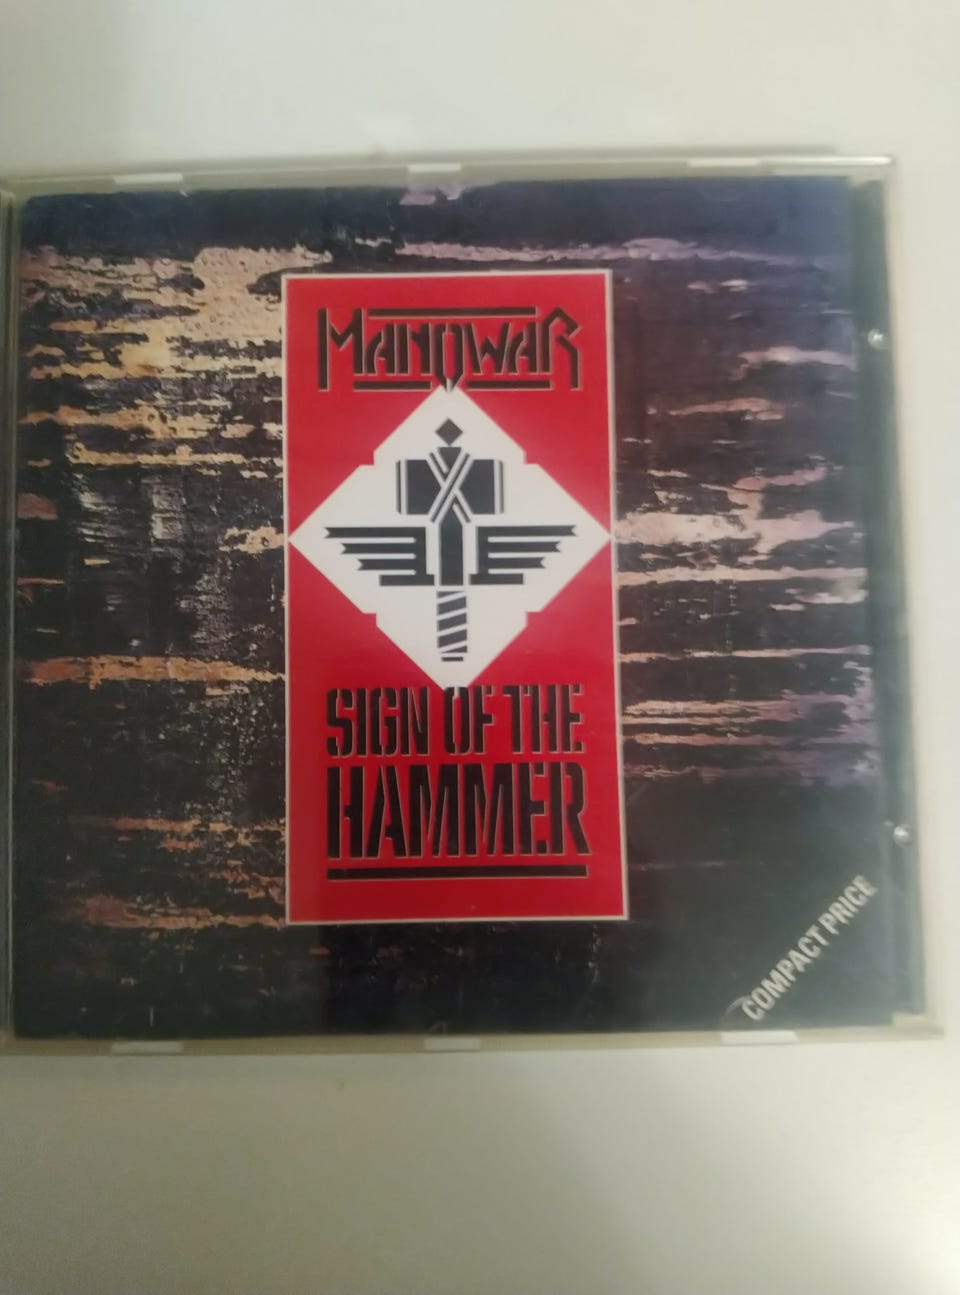 MANOWAR
SIGN OF THE
HAMMER
COMPACT PRICE